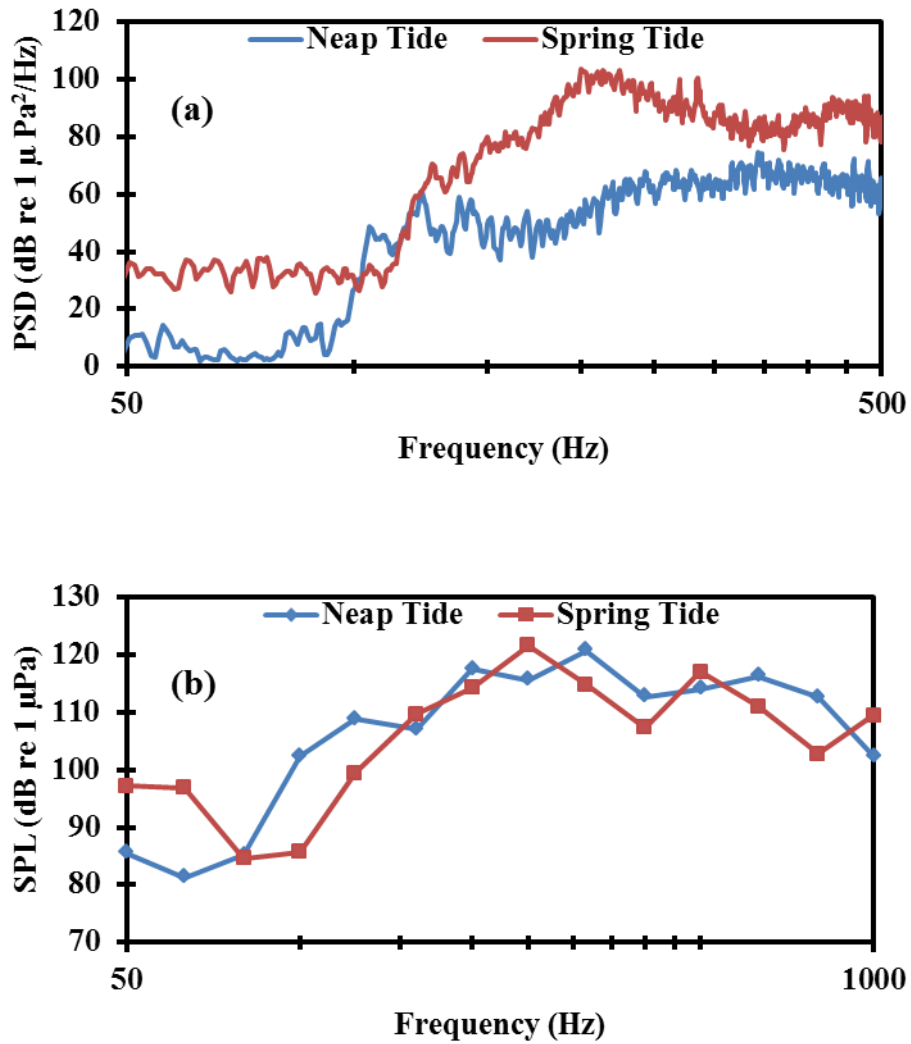 120
Neap Tide
Spring Tide
100
(a)
80
60
40
20
0
PSD (dB re 1 µ Pa²/Hz)
50
500
Frequency (Hz)
130
Neap Tide
Spring Tide
120
(b)
110
100
90
80
70
SPL (dB re 1 µPa)
50
1000
Frequency (Hz)